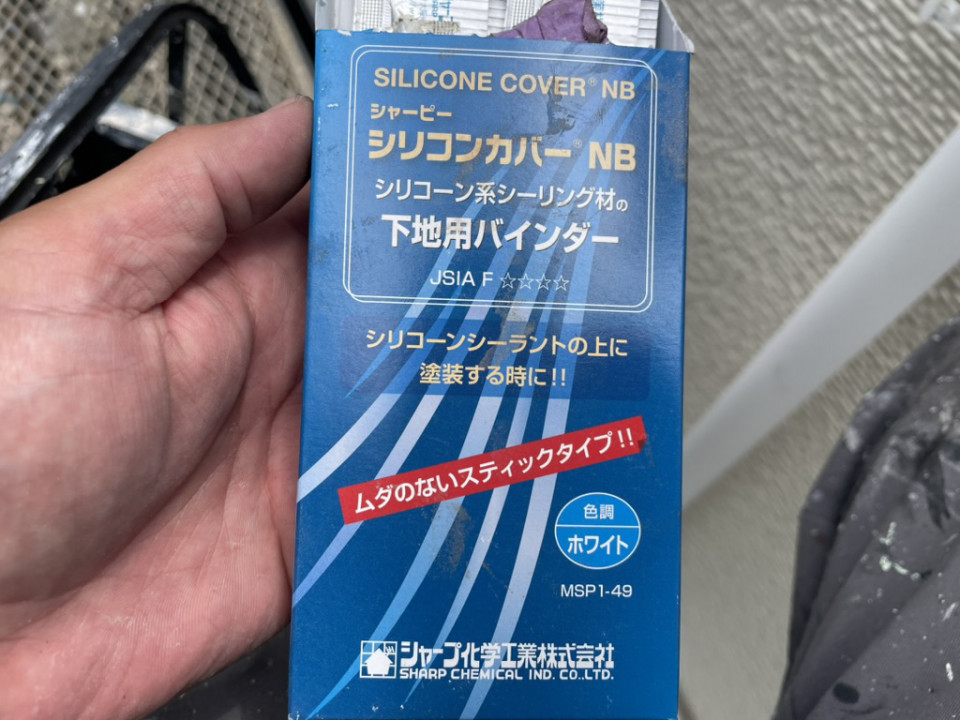 SILICONE COVER® NB
シャーピー
シリコンカバー® NB
シリコーン系シーリング材の
下地用バインダー
JSIA F ☆☆☆☆
シリコーンシーラントの上に
塗装する時に!!
ムダのないスティックタイプ!!
色調
ホワイト
MSP1-49
シャープ化学工業株式会社
SHARP CHEMICAL IND. CO.,LTD.